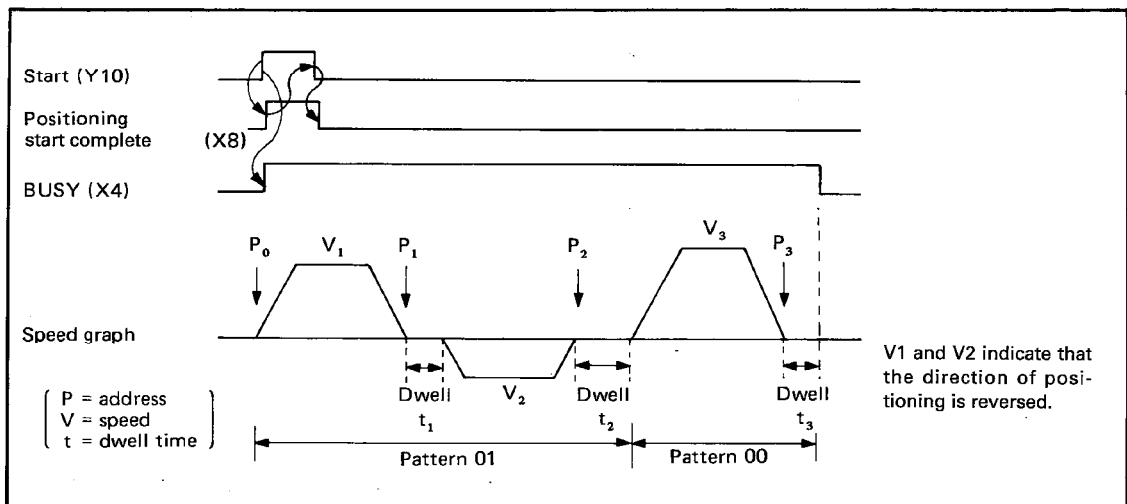 Start (Y10)
Positioning
start complete (X8)
BUSY (X4)
P₀ V₁ P₁ P₂ V₃ P₃
Speed graph
V1 and V2 indicate that
the direction of posi-
tioning is reversed.
Dwell V₂ Dwell Dwell
t₁ t₂ t₃
P = address
V = speed
t = dwell time
Pattern 01 Pattern 00